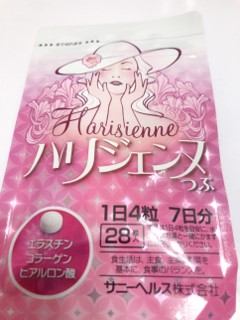 Harisienne
ハリジェンヌ
つぶ
1日4粒 7日分
28粒入
エラスチン
コラーゲン
ヒアルロン酸
食生活は、主食、主菜、副菜を
基本に、食事のバランスを。
サニーヘルス株式会社